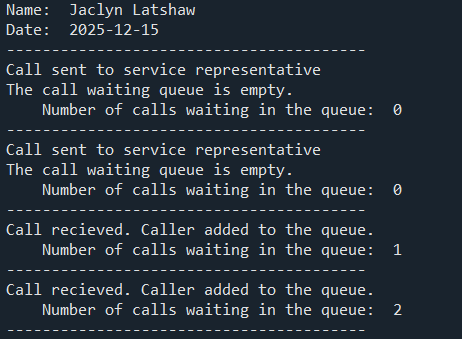 Name:  Jaclyn Latshaw
Date:  2025-12-15
----------------------------------------
Call sent to service representative
The call waiting queue is empty.
    Number of calls waiting in the queue:  0
----------------------------------------
Call sent to service representative
The call waiting queue is empty.
    Number of calls waiting in the queue:  0
----------------------------------------
Call recieved. Caller added to the queue.
    Number of calls waiting in the queue:  1
----------------------------------------
Call recieved. Caller added to the queue.
    Number of calls waiting in the queue:  2
----------------------------------------